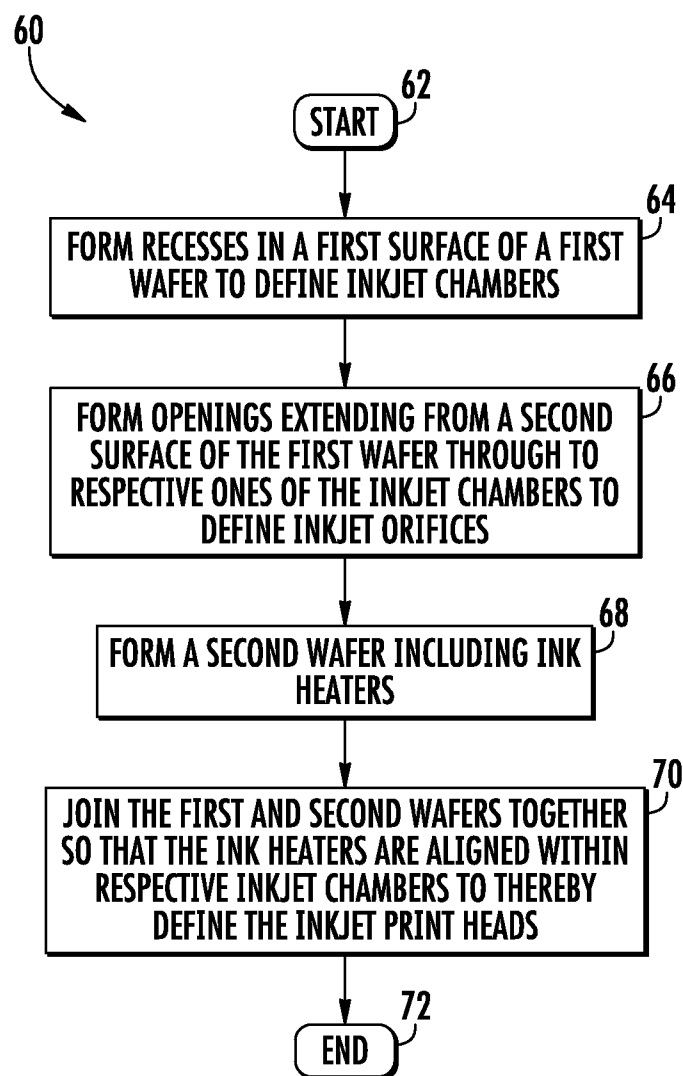 60
62
START
64
FORM RECESSES IN A FIRST SURFACE OF A FIRST
WAFER TO DEFINE INKJET CHAMBERS
66
FORM OPENINGS EXTENDING FROM A SECOND
SURFACE OF THE FIRST WAFER THROUGH TO
RESPECTIVE ONES OF THE INKJET CHAMBERS TO
DEFINE INKJET ORIFICES
68
FORM A SECOND WAFER INCLUDING INK
HEATERS
70
JOIN THE FIRST AND SECOND WAFERS TOGETHER
SO THAT THE INK HEATERS ARE ALIGNED WITHIN
RESPECTIVE INKJET CHAMBERS TO THEREBY
DEFINE THE INKJET PRINT HEADS
72
END